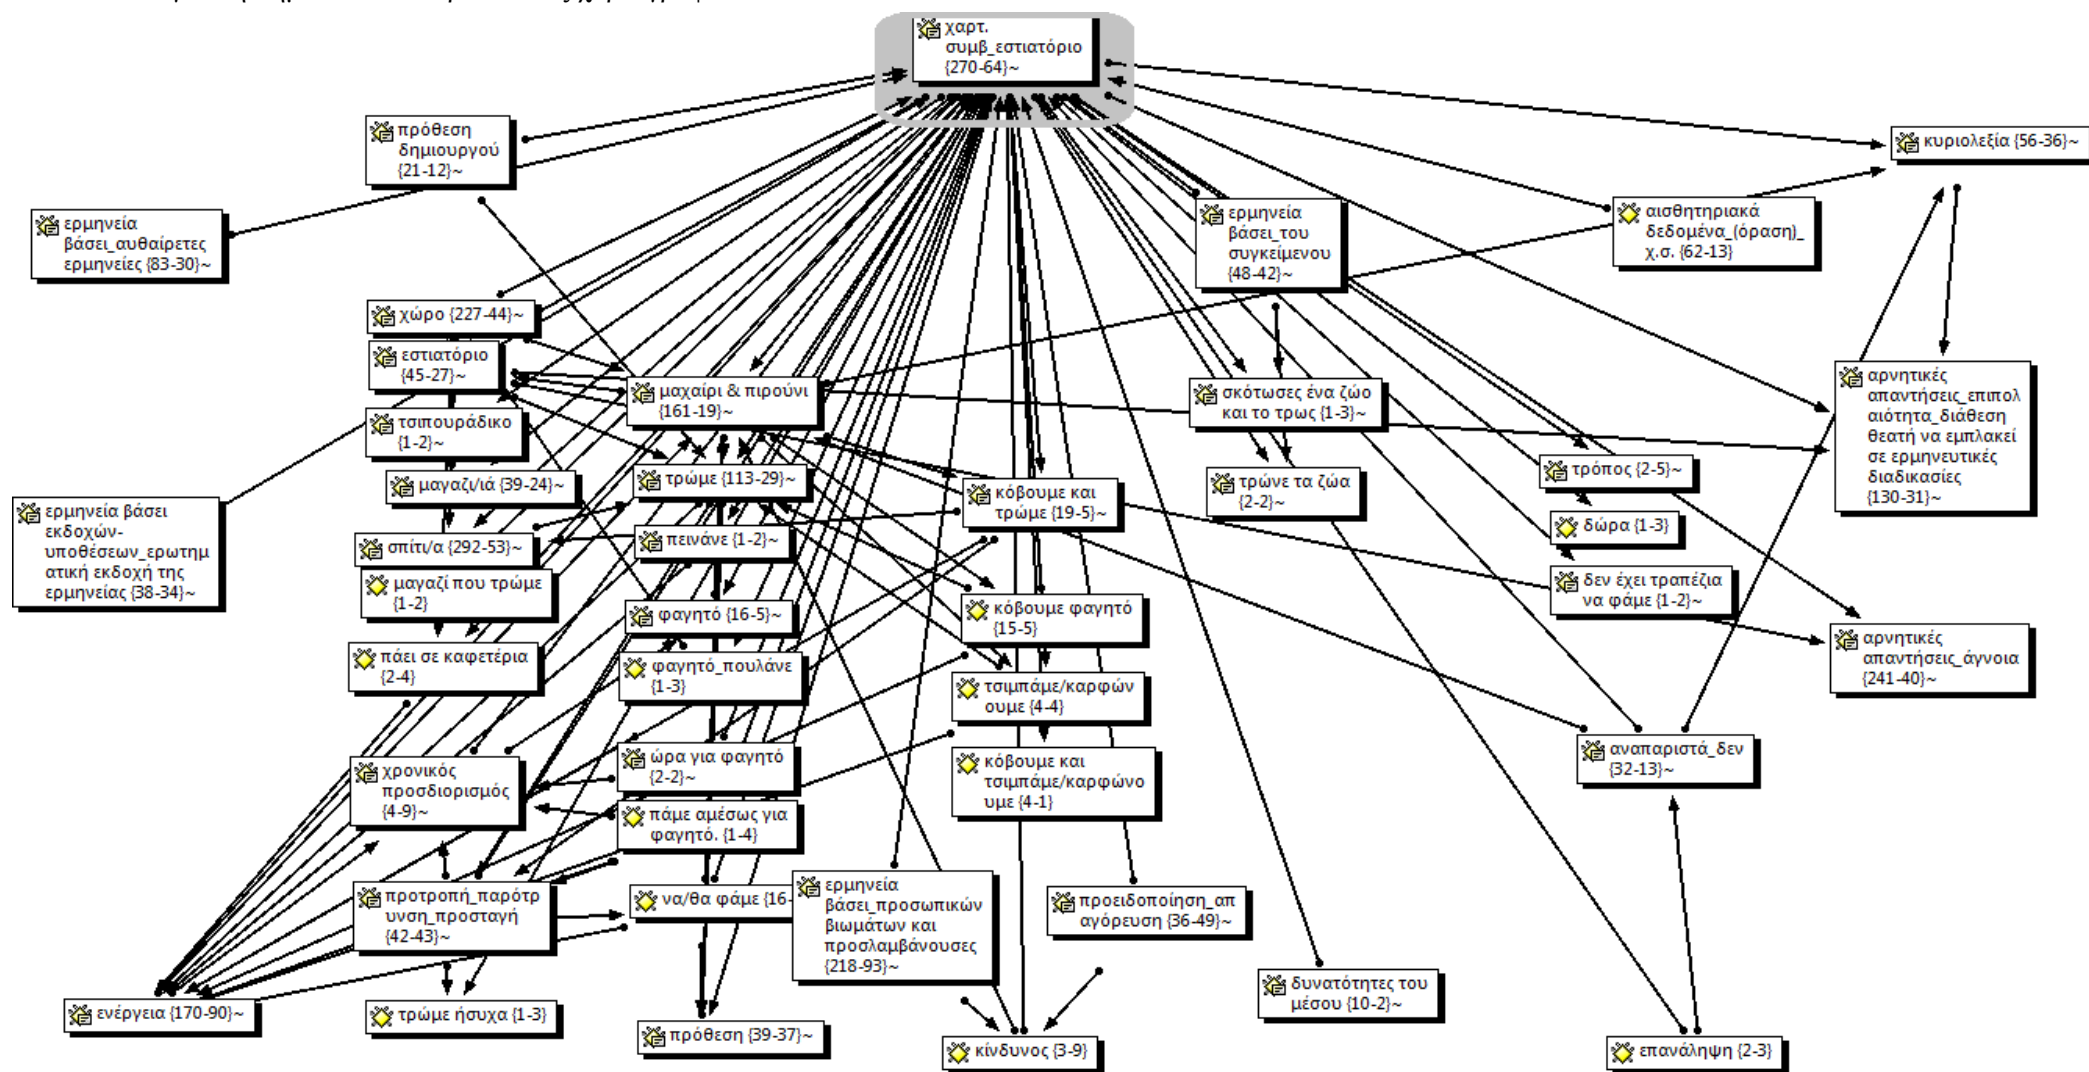 χαρτ.
συμβ_εστιατόριο
{270-64}~
πρόθεση
δημιουργού
{21-12}~
κυριολεξία {56-36}~
ερμηνεία
βάσει_αυθαίρετες
ερμηνείες {83-30}~
ερμηνεία
βάσει_του
συγκείμενου
{48-42}~
αισθητηριακά
δεδομένα_(όραση)_
χ.σ. {62-13}
χώρο {227-44}~
εστιατόριο
{45-27}~
μαχαίρι & πιρούνι
{161-19}~
σκότωσες ένα ζώο
και το τρως {1-3}~
αρνητικές
απαντήσεις_επιπολ
αιότητα_διάθεση
θεατή να εμπλακεί
σε ερμηνευτικές
διαδικασίες
{130-31}~
τσιπουράδικο
{1-2}~
μαγαζι/ιά {39-24}~
τρώμε {113-29}~
κόβουμε και
τρώμε {19-5}~
τρώνε τα ζώα
{2-2}~
τρόπος {2-5}~
ερμηνεία βάσει
εκδοχών-
υποθέσεων_ερωτημ
ατική εκδοχή της
ερμηνείας {38-34}~
σπίτι/α {292-53}~
πεινάνε {1-2}~
δώρα {1-3}
μαγαζί που τρώμε
{1-2}
φαγητό {16-5}~
κόβουμε φαγητό
{15-5}
δεν έχει τραπέζια
να φάμε {1-2}~
αρνητικές
απαντήσεις_άγνοια
{241-40}~
πάει σε καφετέρια
{2-4}
φαγητό_πουλάνε
{1-3}
τσιμπάμε/καρφών
ουμε {4-4}
χρονικός
προσδιορισμός
{4-9}~
ώρα για φαγητό
{2-2}~
κόβουμε και
τσιμπάμε/καρφώνο
υμε {4-1}
αναπαριστά_δεν
{32-13}~
πάμε αμέσως για
φαγητό. {1-4}
προτροπή_παρότρ
υνση_προσταγή
{42-43}~
να/θα φάμε {16-
ερμηνεία
βάσει_προσωπικών
βιωμάτων και
προσλαμβάνουσες
{218-93}~
προειδοποίηση_απ
αγόρευση {36-49}~
δυνατότητες του
μέσου {10-2}~
ενέργεια {170-90}~
τρώμε ήσυχα {1-3}
πρόθεση {39-37}~
κίνδυνος {3-9}
επανάληψη {2-3}